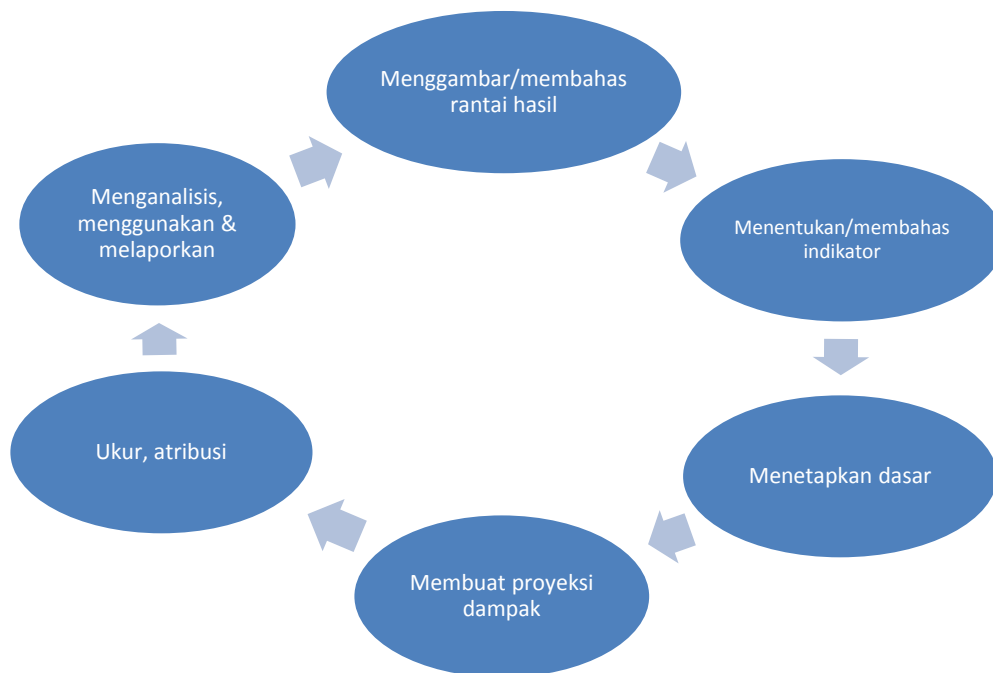 Menggambar/membahas
rantai hasil
Menentukan/membahas
indikator
Menetapkan dasar
Membuat proyeksi
dampak
Ukur, atribusi
Menganalisis,
menggunakan &
melaporkan